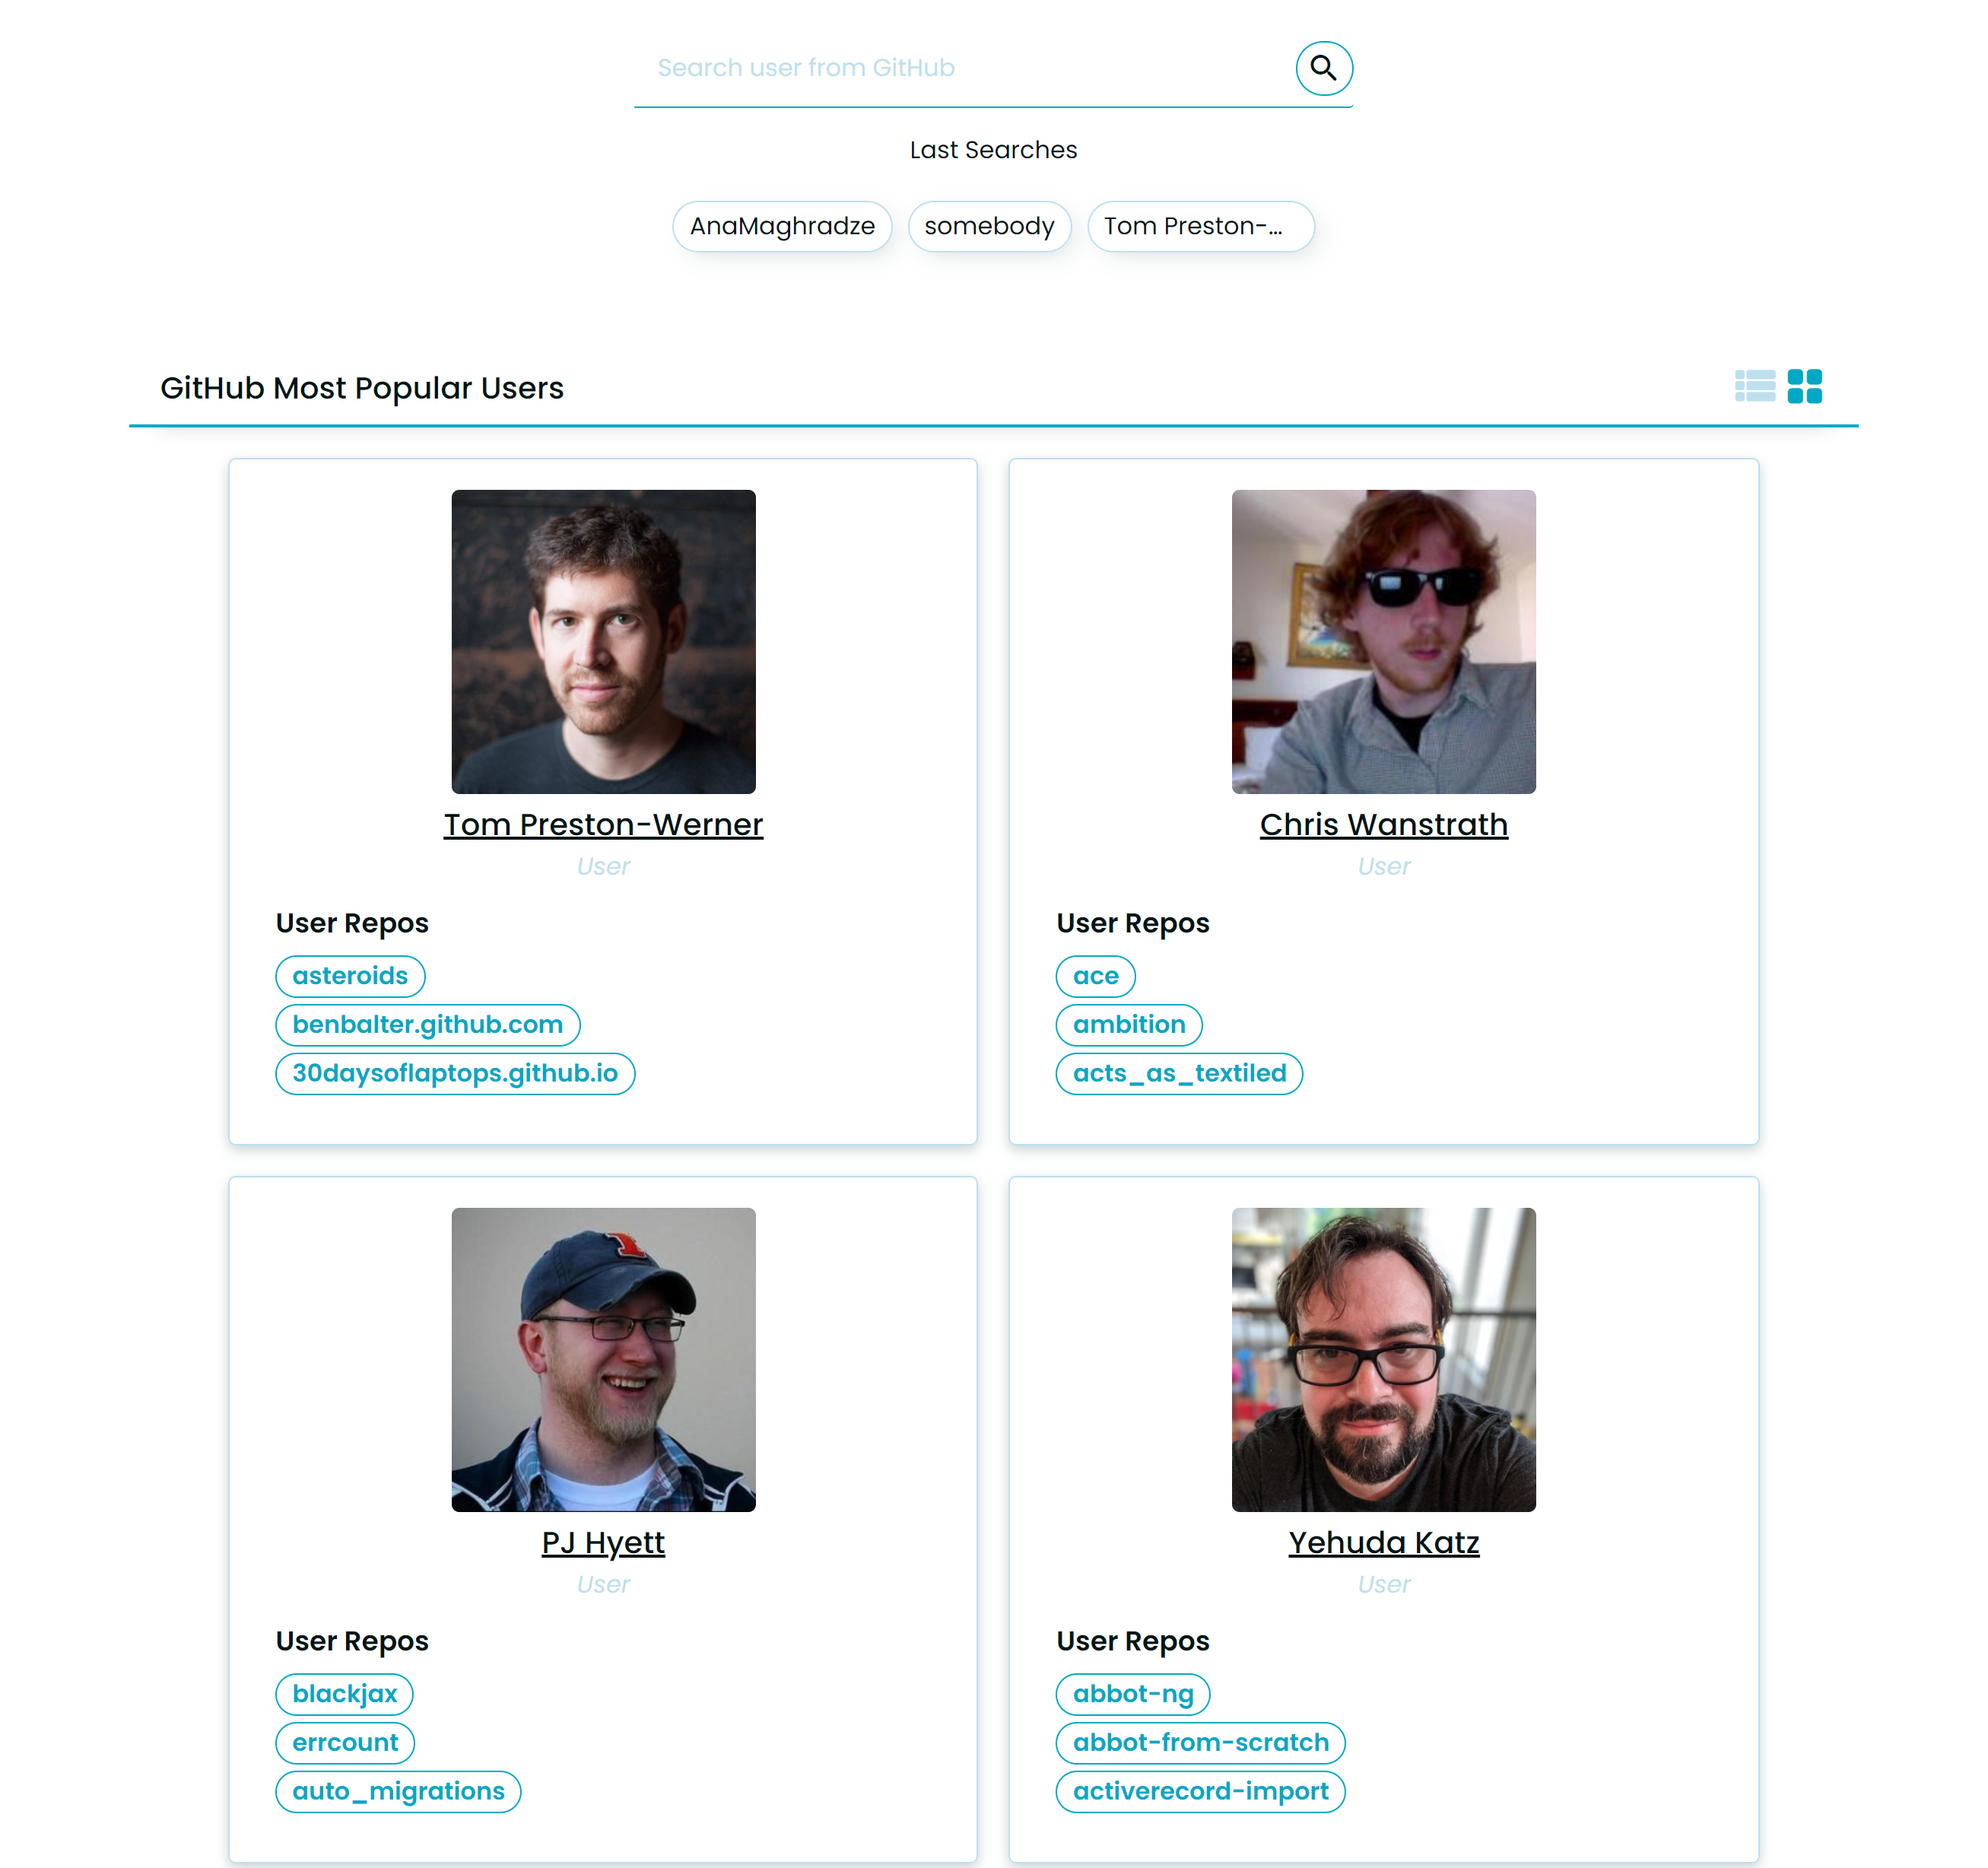 Search user from GitHub
Last Searches
AnaMaghradze somebody Tom Preston-...
GitHub Most Popular Users
Tom Preston-Werner
User
User Repos
asteroids
benbalter.github.com
30daysoflaptops.github.io
Chris Wanstrath
User
User Repos
ace
ambition
acts_as_textiled
PJ Hyett
User
User Repos
blackjax
errcount
auto_migrations
Yehuda Katz
User
User Repos
abbot-ng
abbot-from-scratch
activerecord-import